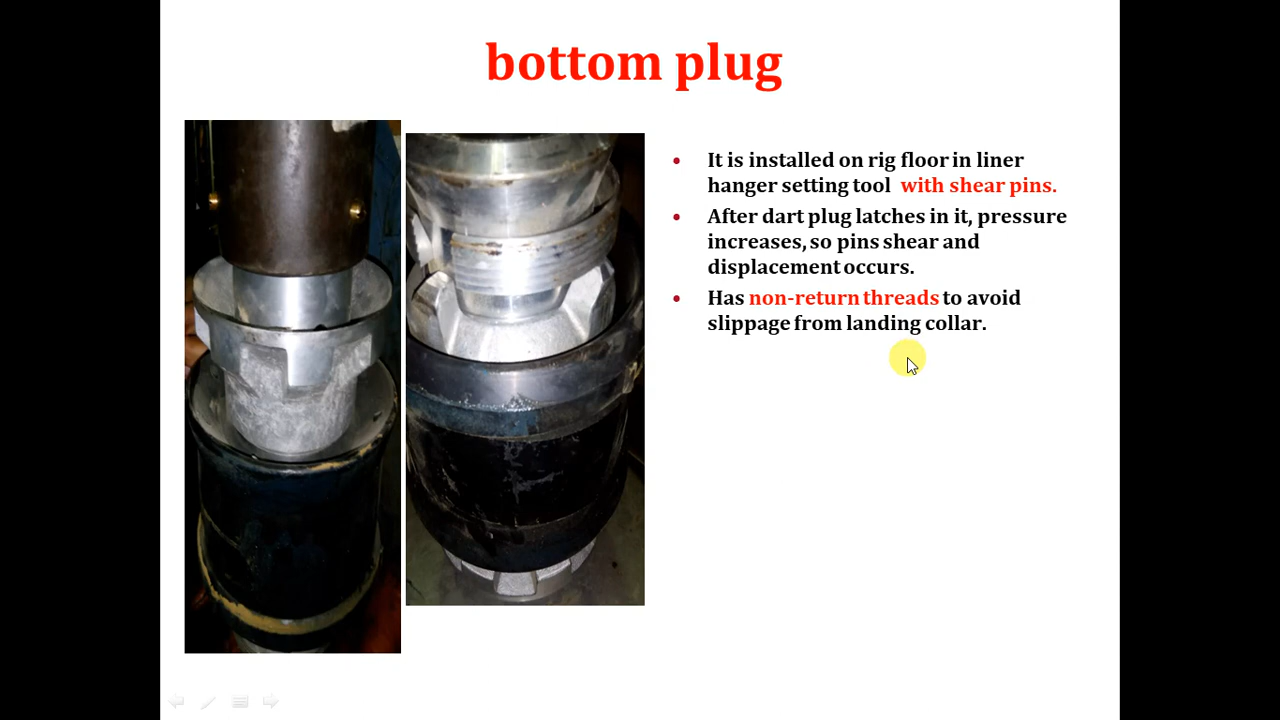 bottom plug
• It is installed on rig floor in liner
hanger setting tool with shear pins.
• After dart plug latches in it, pressure
increases, so pins shear and
displacement occurs.
• Has non-return threads to avoid
slippage from landing collar.